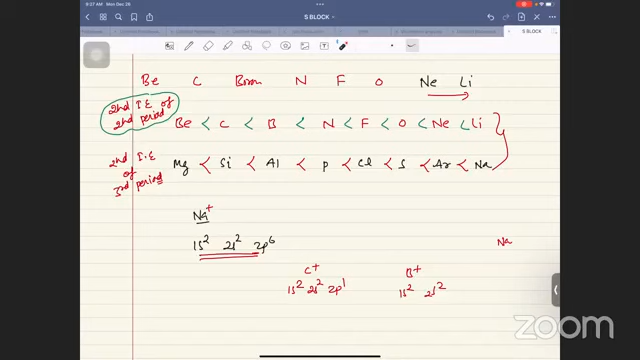 9:27 AM Mon Dec 26
S BLOCK
S BLOCK
Be C Boron N F O Ne Li
2nd I.E of
2nd period
Be < C < B < N < F < O < Ne < Li
2nd I.E
of
3rd period
Mg < Si < Al < P < Cl < S < Ar < Na
Na+
1s2 2s2 2p6
Na
C+
1s2 2s2 2p1
B+
1s2 2s2
zoom